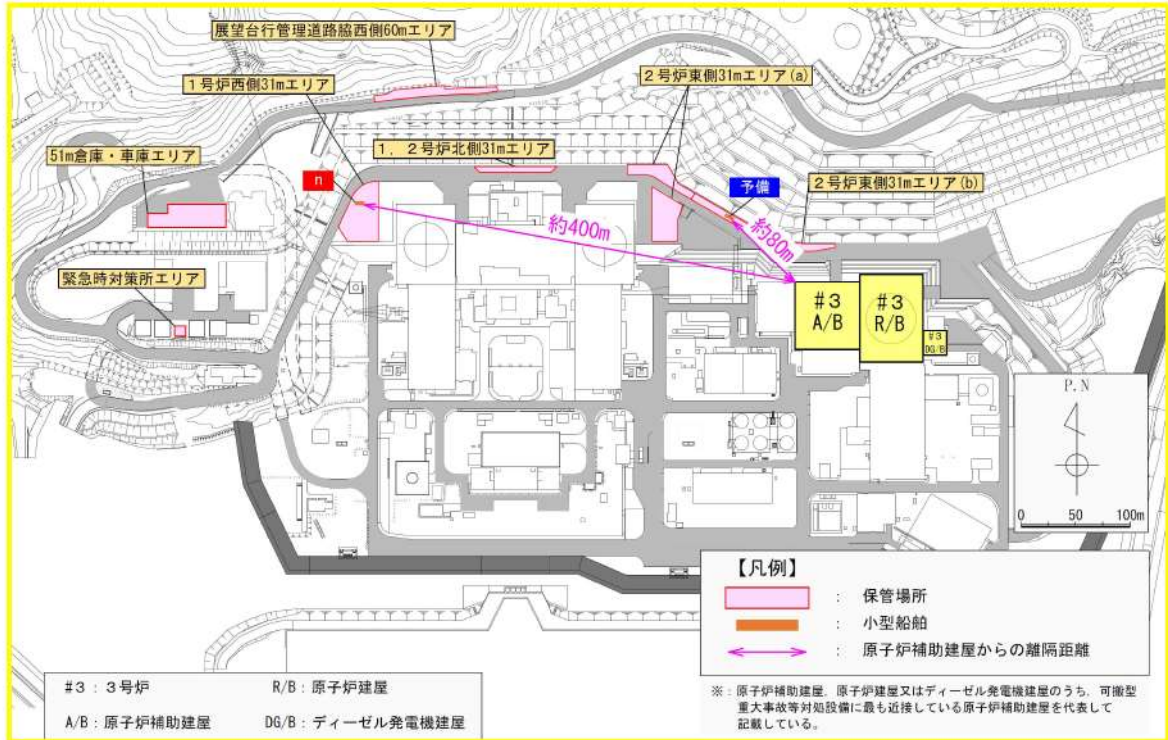 展望台行管理道路脇西側60mエリア
1号炉西側31mエリア
2号炉東側31mエリア(a)
51m倉庫・車庫エリア
1．2号炉北側31mエリア
n
予備
2号炉東側31mエリア(b)
約400m
約80m
緊急時対策所エリア
#3
A/B
#3
R/B
#3
DG/B
P.N
0 50 100m
【凡例】
： 保管場所
： 小型船舶
： 原子炉補助建屋からの離隔距離
#3：3号炉 R/B：原子炉建屋
A/B：原子炉補助建屋 DG/B：ディーゼル発電機建屋
※：原子炉補助建屋，原子炉建屋又はディーゼル発電機建屋のうち，可搬型
重大事故等対処設備に最も近接している原子炉補助建屋を代表して
記載している。